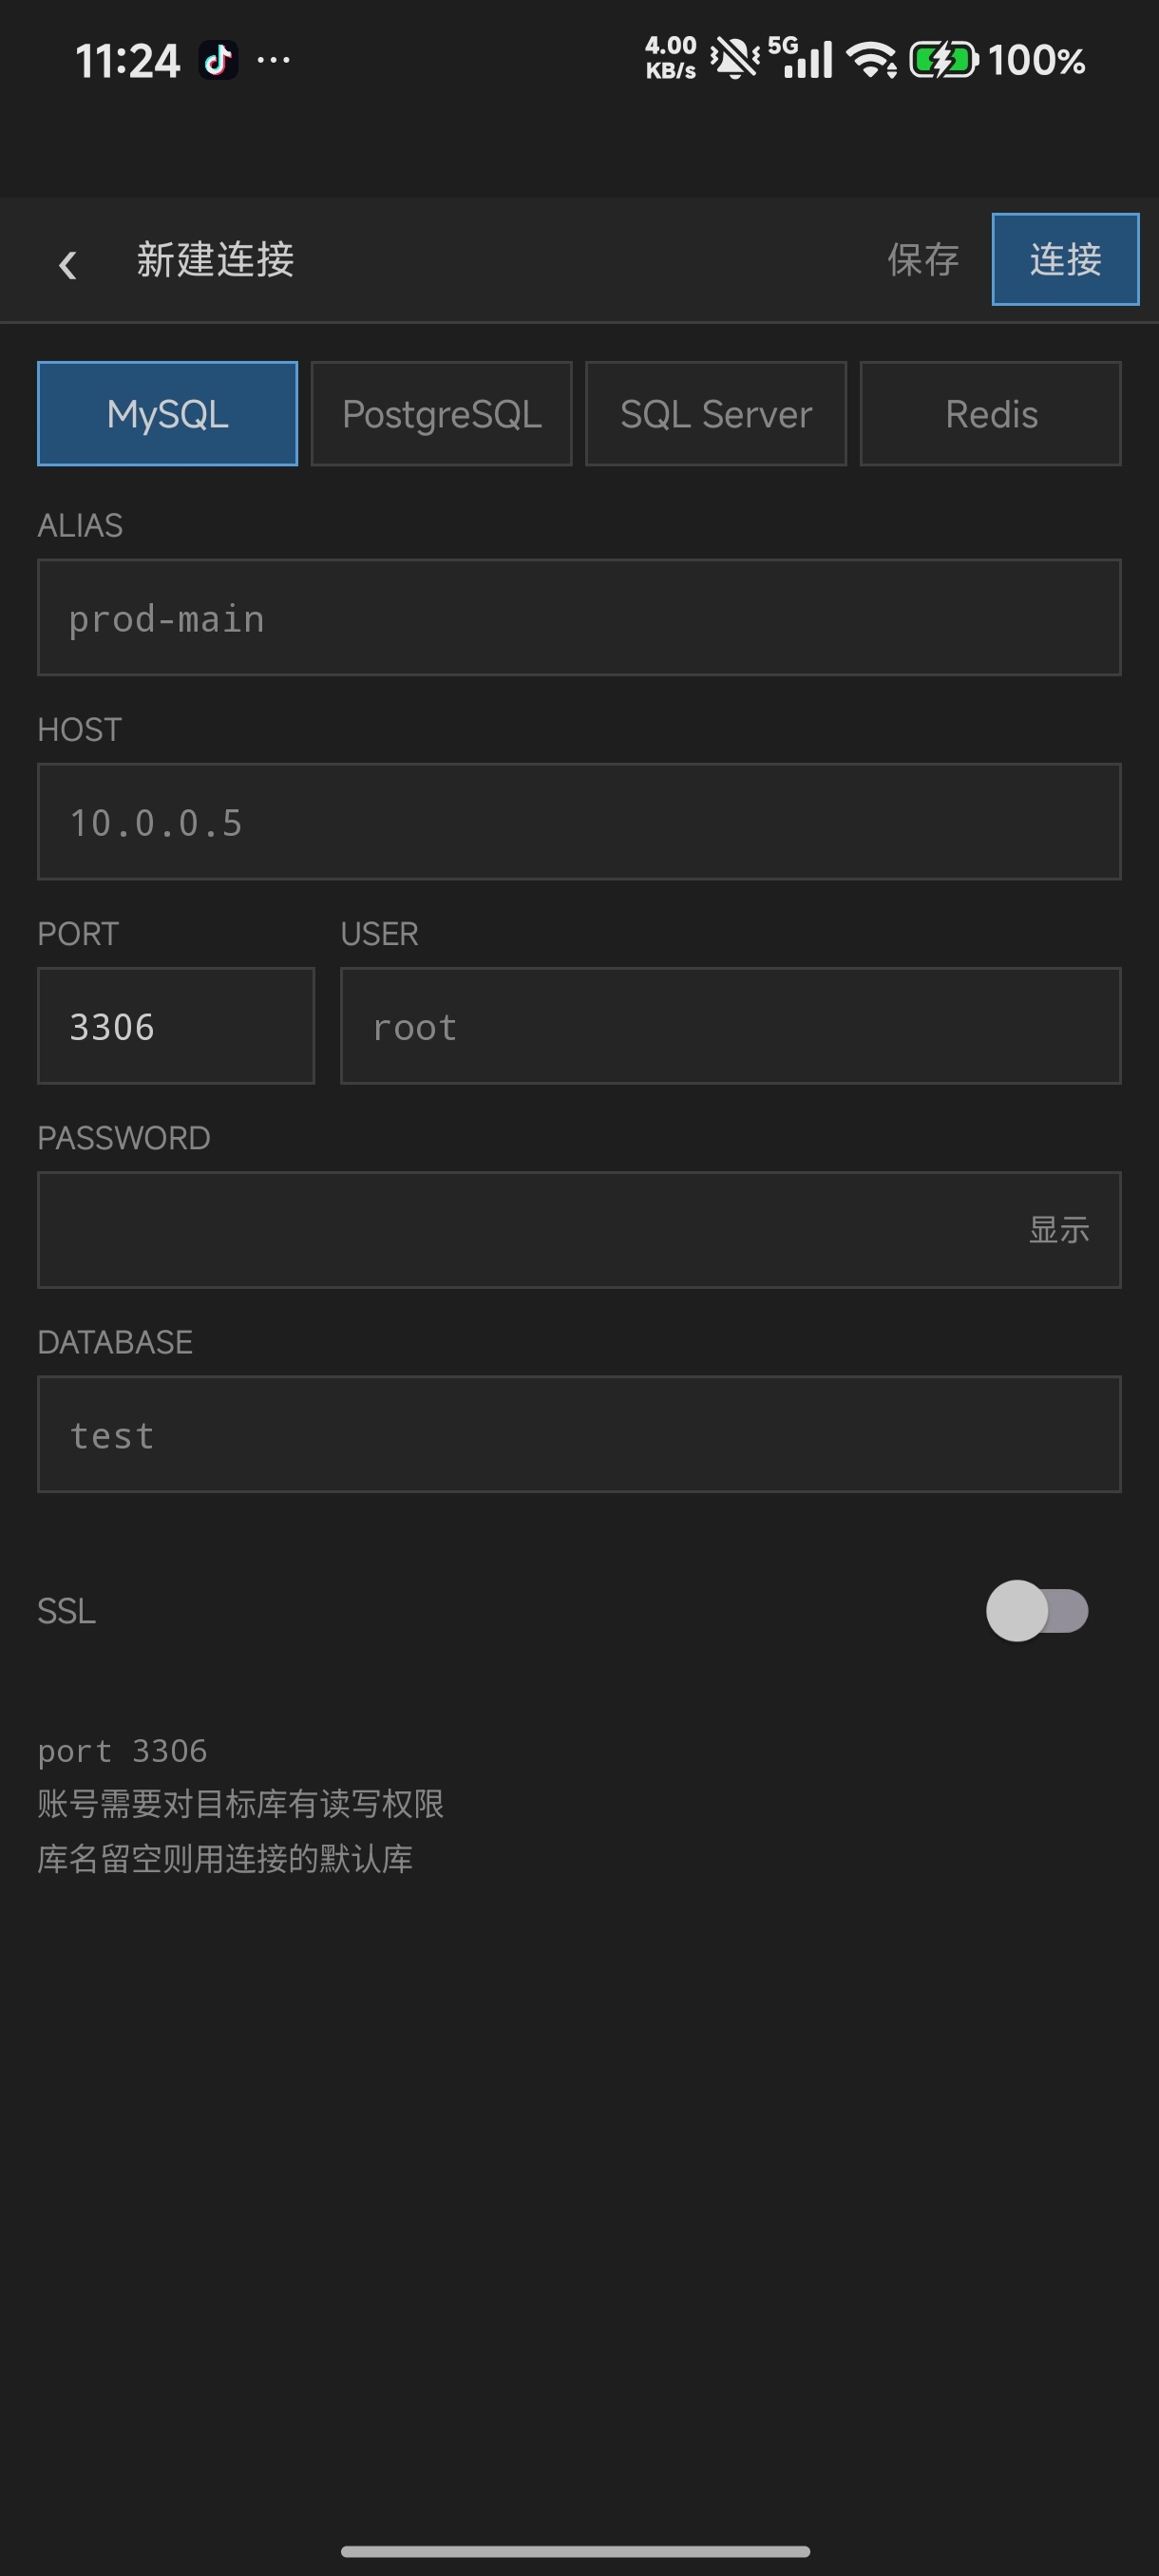 11:24 ... 4.00 KB/s 5G 100%
‹ 新建连接 保存 连接
MySQL PostgreSQL SQL Server Redis
ALIAS
prod-main
HOST
10.0.0.5
PORT USER
3306 root
PASSWORD
显示
DATABASE
test
SSL
port 3306
账号需要对目标库有读写权限
库名留空则用连接的默认库